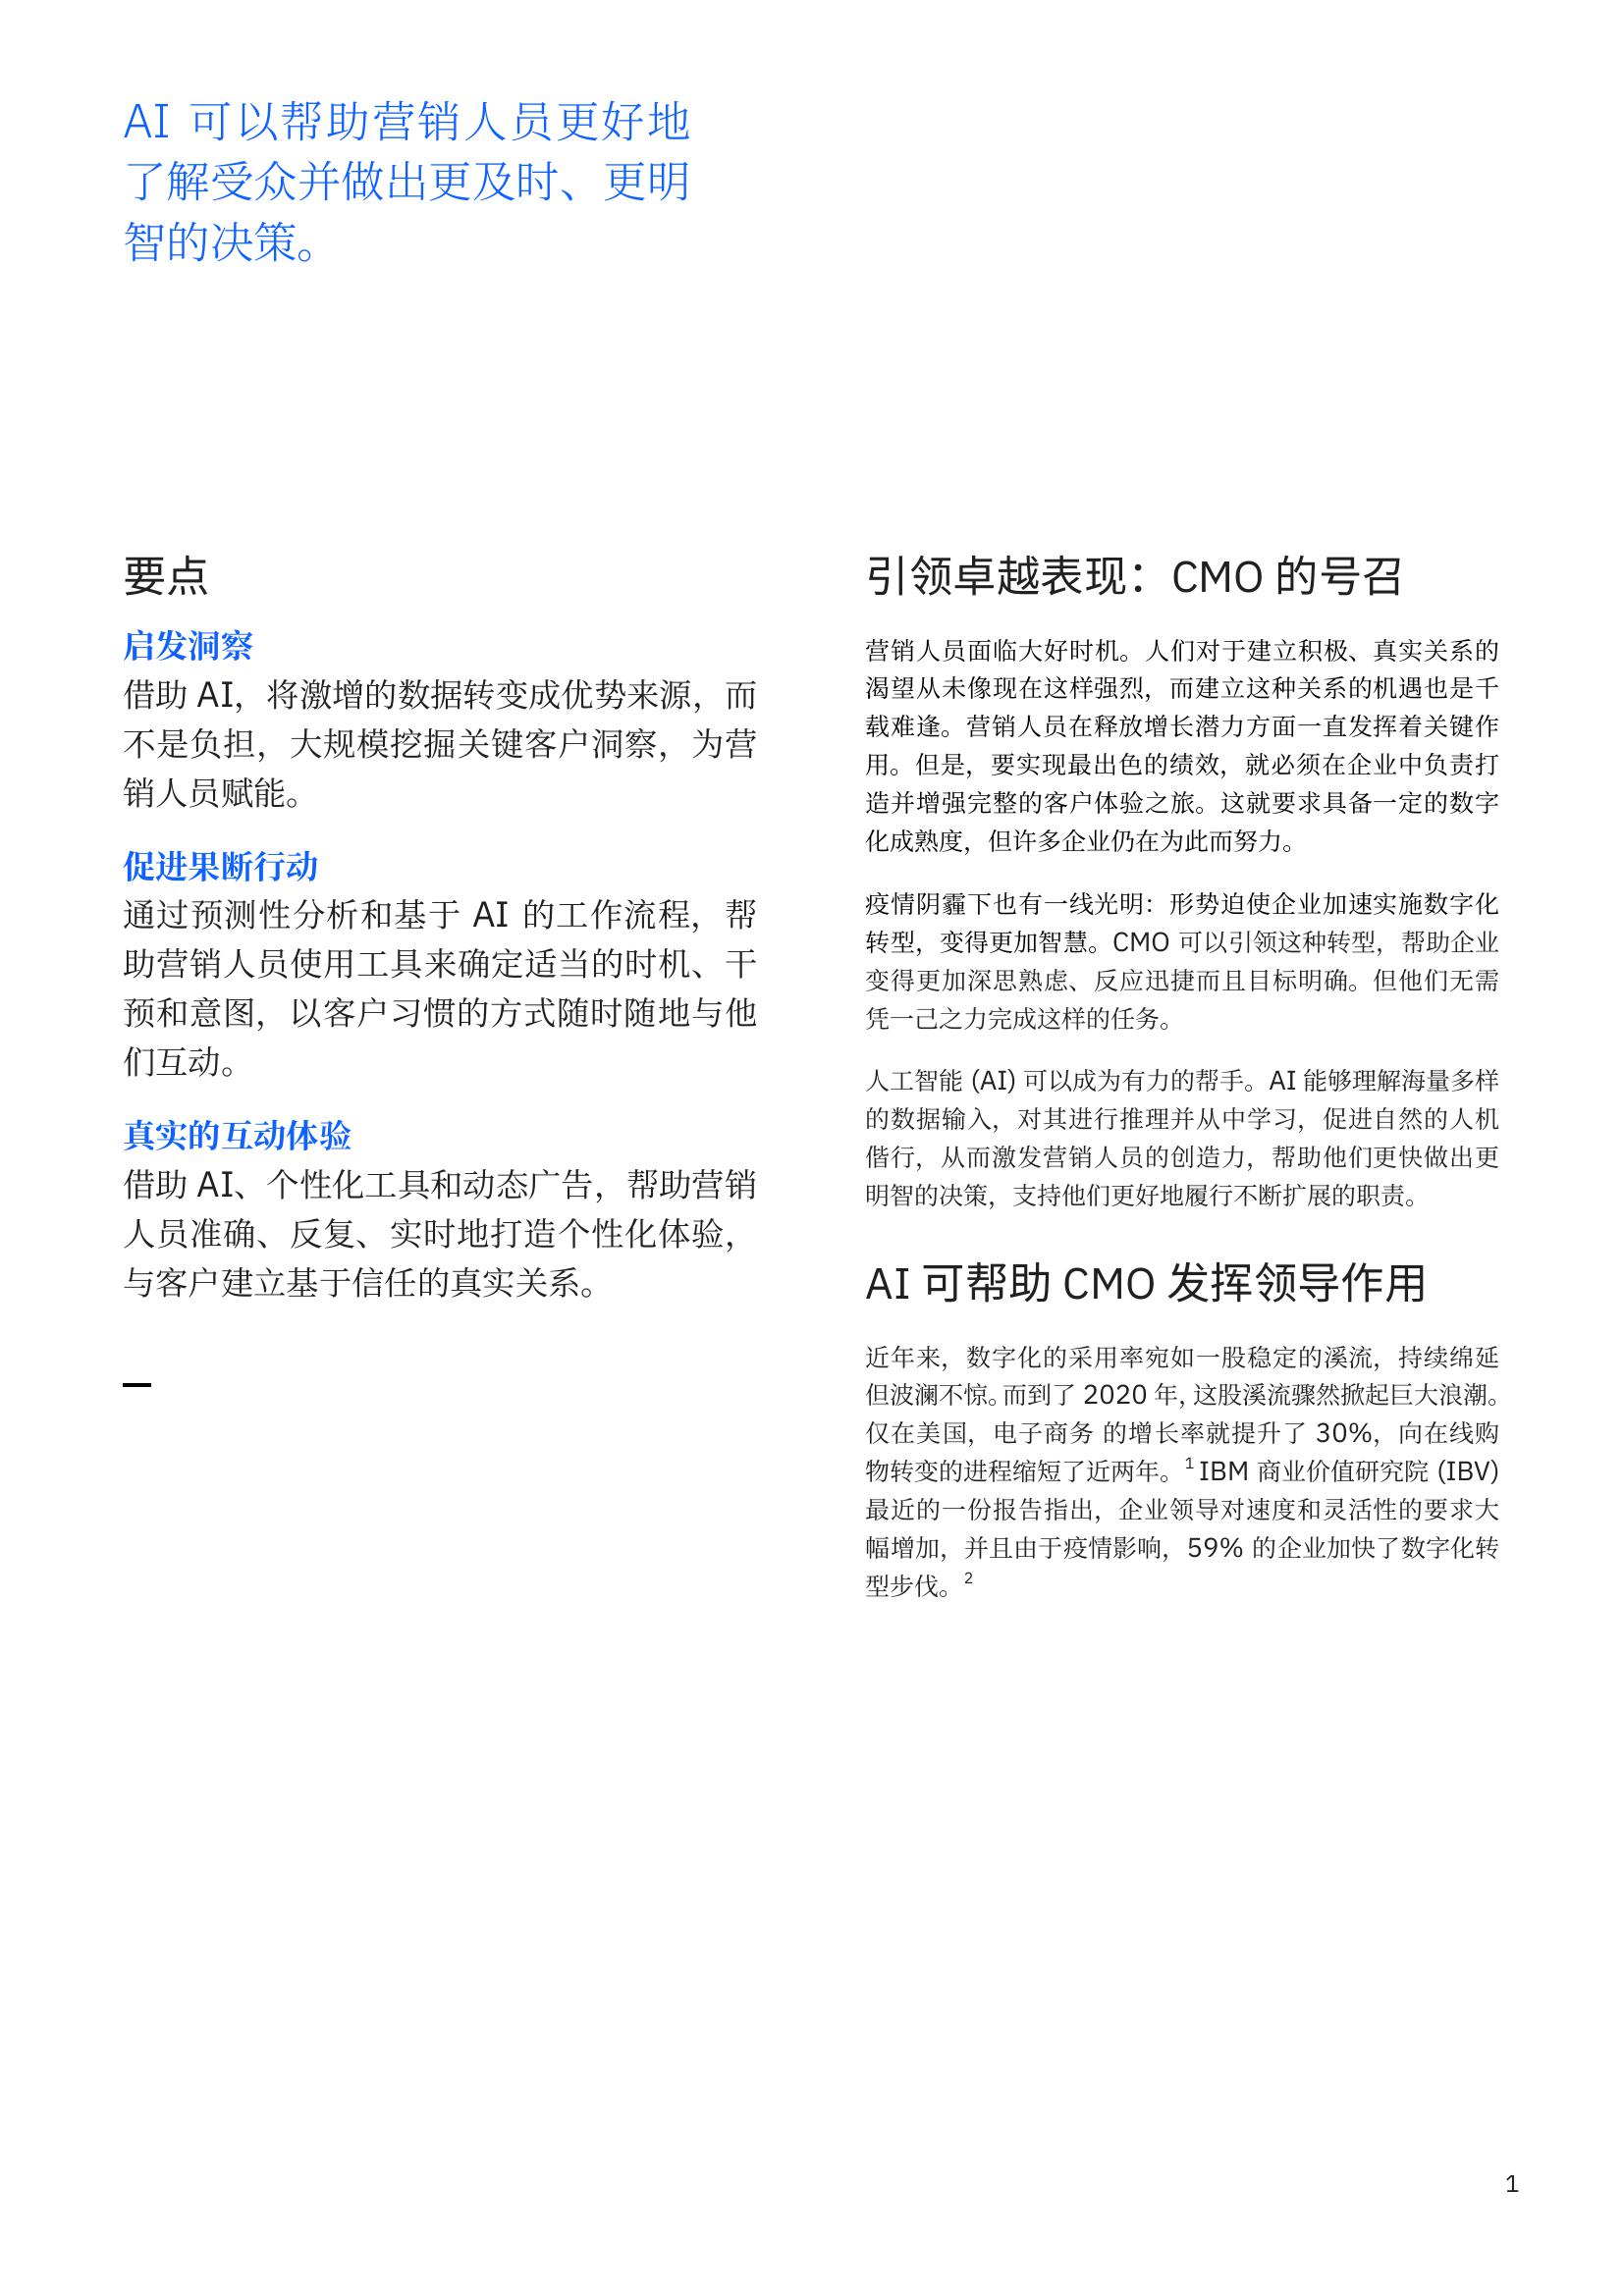 AI 可以帮助营销人员更好地
了解受众并做出更及时、更明
智的决策。
要点
启发洞察
借助 AI，将激增的数据转变成优势来源，而
不是负担，大规模挖掘关键客户洞察，为营
销人员赋能。
促进果断行动
通过预测性分析和基于 AI 的工作流程，帮
助营销人员使用工具来确定适当的时机、干
预和意图，以客户习惯的方式随时随地与他
们互动。
真实的互动体验
借助 AI、个性化工具和动态广告，帮助营销
人员准确、反复、实时地打造个性化体验，
与客户建立基于信任的真实关系。
引领卓越表现：CMO 的号召
营销人员面临大好时机。人们对于建立积极、真实关系的
渴望从未像现在这样强烈，而建立这种关系的机遇也是千
载难逢。营销人员在释放增长潜力方面一直发挥着关键作
用。但是，要实现最出色的绩效，就必须在企业中负责打
造并增强完整的客户体验之旅。这就要求具备一定的数字
化成熟度，但许多企业仍在为此而努力。
疫情阴霾下也有一线光明：形势迫使企业加速实施数字化
转型，变得更加智慧。CMO 可以引领这种转型，帮助企业
变得更加深思熟虑、反应迅捷而且目标明确。但他们无需
凭一己之力完成这样的任务。
人工智能 (AI) 可以成为有力的帮手。AI 能够理解海量多样
的数据输入，对其进行推理并从中学习，促进自然的人机
偕行，从而激发营销人员的创造力，帮助他们更快做出更
明智的决策，支持他们更好地履行不断扩展的职责。
AI 可帮助 CMO 发挥领导作用
近年来，数字化的采用率宛如一股稳定的溪流，持续绵延
但波澜不惊。而到了 2020 年，这股溪流骤然掀起巨大浪潮。
仅在美国，电子商务 的增长率就提升了 30%，向在线购
物转变的进程缩短了近两年。1 IBM 商业价值研究院 (IBV)
最近的一份报告指出，企业领导对速度和灵活性的要求大
幅增加，并且由于疫情影响，59% 的企业加快了数字化转
型步伐。2
1